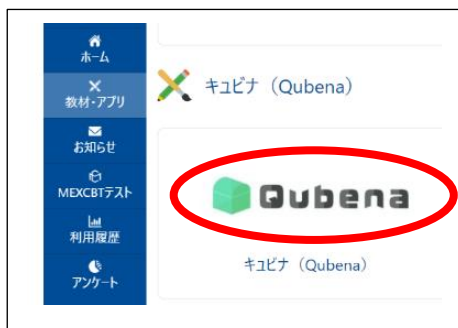 ホーム
教材・アプリ
お知らせ
MEXCBTテスト
利用履歴
アンケート
キュビナ（Qubena）
Qubena
キュビナ（Qubena）